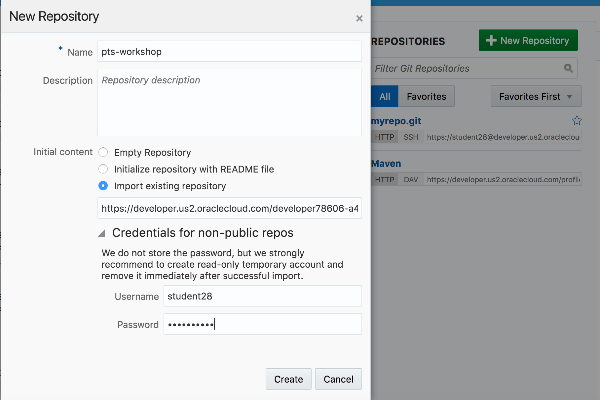 New Repository
×
* Name pts-workshop
Description Repository description
Initial content Empty Repository
Initialize repository with README file
Import existing repository
https://developer.us2.oraclecloud.com/developer78606-a4
Credentials for non-public repos
We do not store the password, but we strongly
recommend to create read-only temporary account and
remove it immediately after successful import.
Username student28
Password ••••••••••
Create Cancel
REPOSITORIES + New Repository
Filter Git Repositories
All Favorites Favorites First
myrepo.git
HTTP SSH https://student26@developer.us2.oracleclou
Maven
HTTP DAV https://developer.us2.oraclecloud.com/profil